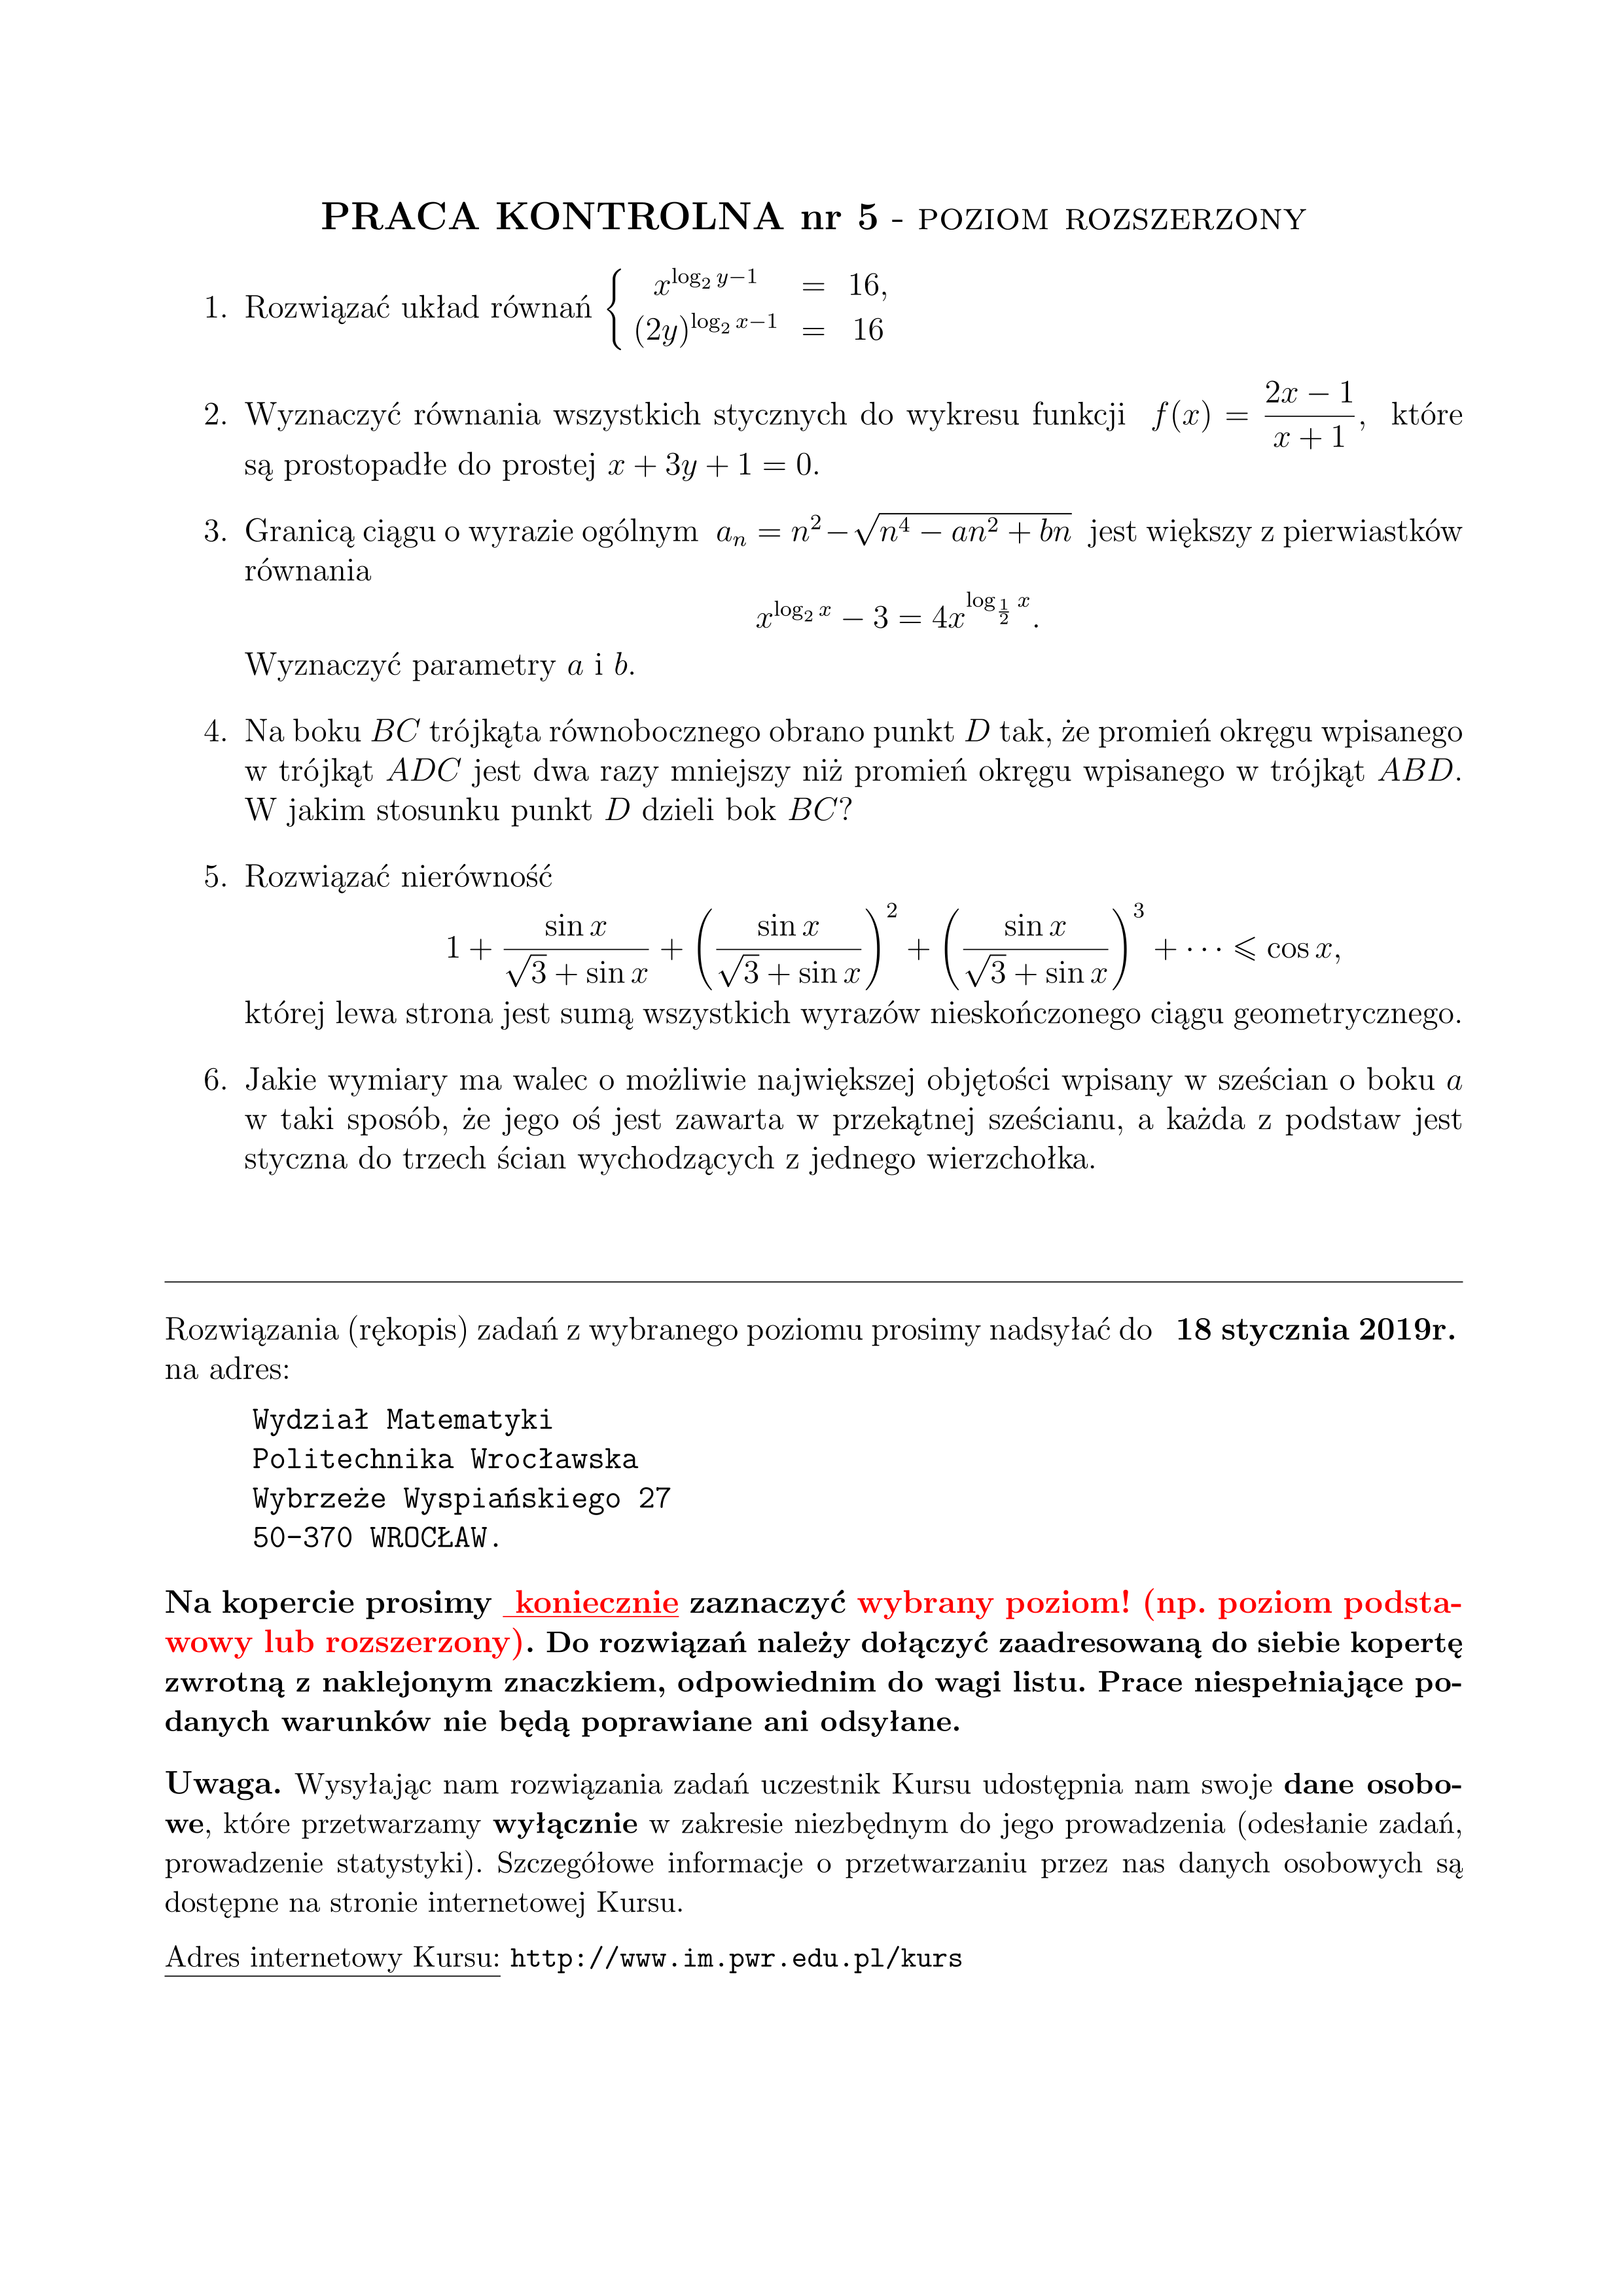 PRACA KONTROLNA nr 5 - POZIOM ROZSZERZONY
1. Rozwiązać układ równań { x^{log_2 y−1} = 16,
(2y)^{log_2 x−1} = 16
2. Wyznaczyć równania wszystkich stycznych do wykresu funkcji f(x) = \frac{2x − 1}{x + 1}, które
są prostopadłe do prostej x + 3y + 1 = 0.
3. Granicą ciągu o wyrazie ogólnym a_n = n^2 − \sqrt{n^4 − an^2 + bn} jest większy z pierwiastków
równania
x^{log_2 x} − 3 = 4x^{log_{\frac{1}{2}} x}.
Wyznaczyć parametry a i b.
4. Na boku BC trójkąta równobocznego obrano punkt D tak, że promień okręgu wpisanego
w trójkąt ADC jest dwa razy mniejszy niż promień okręgu wpisanego w trójkąt ABD.
W jakim stosunku punkt D dzieli bok BC?
5. Rozwiązać nierówność
1 + \frac{sin x}{\sqrt{3} + sin x} + \left(\frac{sin x}{\sqrt{3} + sin x}\right)^2 + \left(\frac{sin x}{\sqrt{3} + sin x}\right)^3 + · · · ⩽ cos x,
której lewa strona jest sumą wszystkich wyrazów nieskończonego ciągu geometrycznego.
6. Jakie wymiary ma walec o możliwie największej objętości wpisany w sześcian o boku a
w taki sposób, że jego oś jest zawarta w przekątnej sześcianu, a każda z podstaw jest
styczna do trzech ścian wychodzących z jednego wierzchołka.
Rozwiązania (rękopis) zadań z wybranego poziomu prosimy nadsyłać do 18 stycznia 2019r.
na adres:
Wydział Matematyki
Politechnika Wrocławska
Wybrzeże Wyspiańskiego 27
50-370 WROCŁAW.
Na kopercie prosimy koniecznie zaznaczyć wybrany poziom! (np. poziom podsta-
wowy lub rozszerzony). Do rozwiązań należy dołączyć zaadresowaną do siebie kopertę
zwrotną z naklejonym znaczkiem, odpowiednim do wagi listu. Prace niespełniające po-
danych warunków nie będą poprawiane ani odsyłane.
Uwaga. Wysyłając nam rozwiązania zadań uczestnik Kursu udostępnia nam swoje dane osobo-
we, które przetwarzamy wyłącznie w zakresie niezbędnym do jego prowadzenia (odesłanie zadań,
prowadzenie statystyki). Szczegółowe informacje o przetwarzaniu przez nas danych osobowych są
dostępne na stronie internetowej Kursu.
Adres internetowy Kursu: http://www.im.pwr.edu.pl/kurs